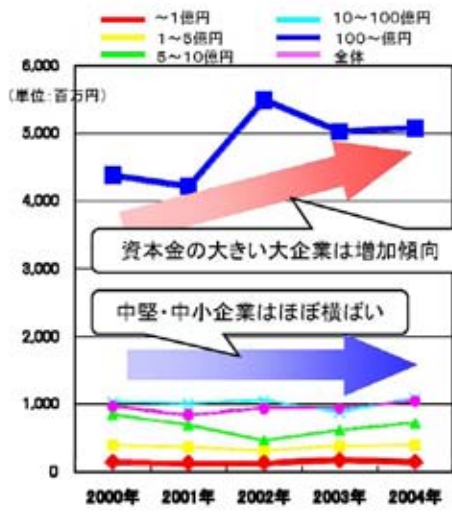 ～1億円
10～100億円
1～5億円
100～億円
5～10億円
全体
6,000
(単位:百万円)
5,000
4,000
資本金の大きい大企業は増加傾向
3,000
中堅・中小企業はほぼ横ばい
2,000
1,000
0
2000年 2001年 2002年 2003年 2004年